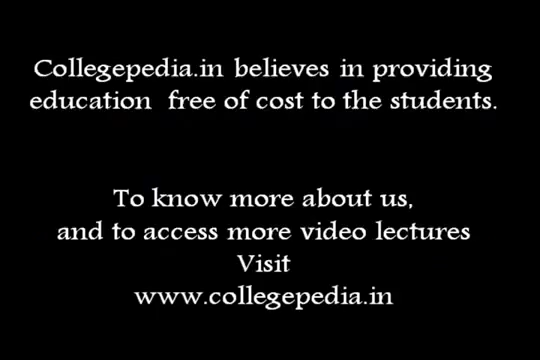 Collegepedia.in believes in providing
education free of cost to the students.
To know more about us,
and to access more video lectures
Visit
www.collegepedia.in